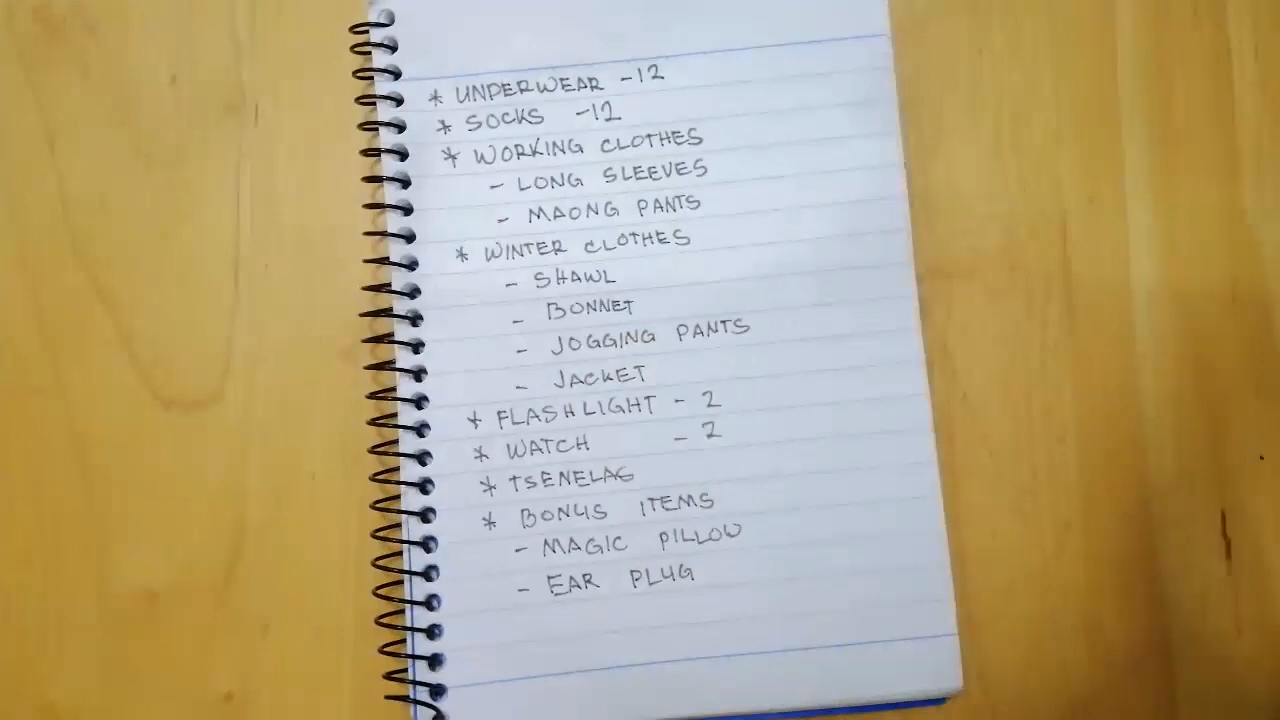 * UNDERWEAR -12
* SOCKS -12
* WORKING CLOTHES
- LONG SLEEVES
- MAONG PANTS
* WINTER CLOTHES
- SHAWL
- BONNET
- JOGGING PANTS
- JACKET
* FLASHLIGHT - 2
* WATCH - 2
* TSENELAS
* BONUS ITEMS
- MAGIC PILLOW
- EAR PLUG